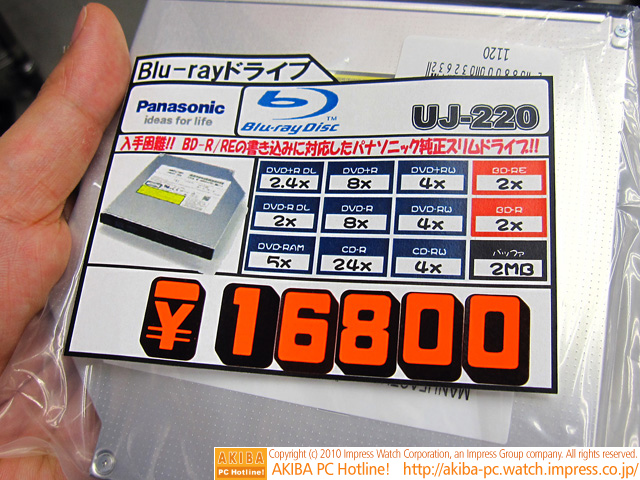 1120
Blu-rayドライブ
Panasonic
ideas for life
Blu-ray Disc
TM
UJ-220
入手困難!! BD-R/REの書き込みに対応したパナソニック純正スリムドライブ!!
DVD+R DL DVD+R DVD+RW BD-RE
2.4x 8x 4x 2x
DVD-R DL DVD-R DVD-RW BD-R
2x 8x 4x 2x
DVD-RAM CD-R CD-RW バッファ
5x 24x 4x 2MB
¥16800
AKIBA
PC Hotline!
Copyright (c) 2010 Impress Watch Corporation, an Impress Group company. All rights reserved.
AKIBA PC Hotline! http://akiba-pc.watch.impress.co.jp/